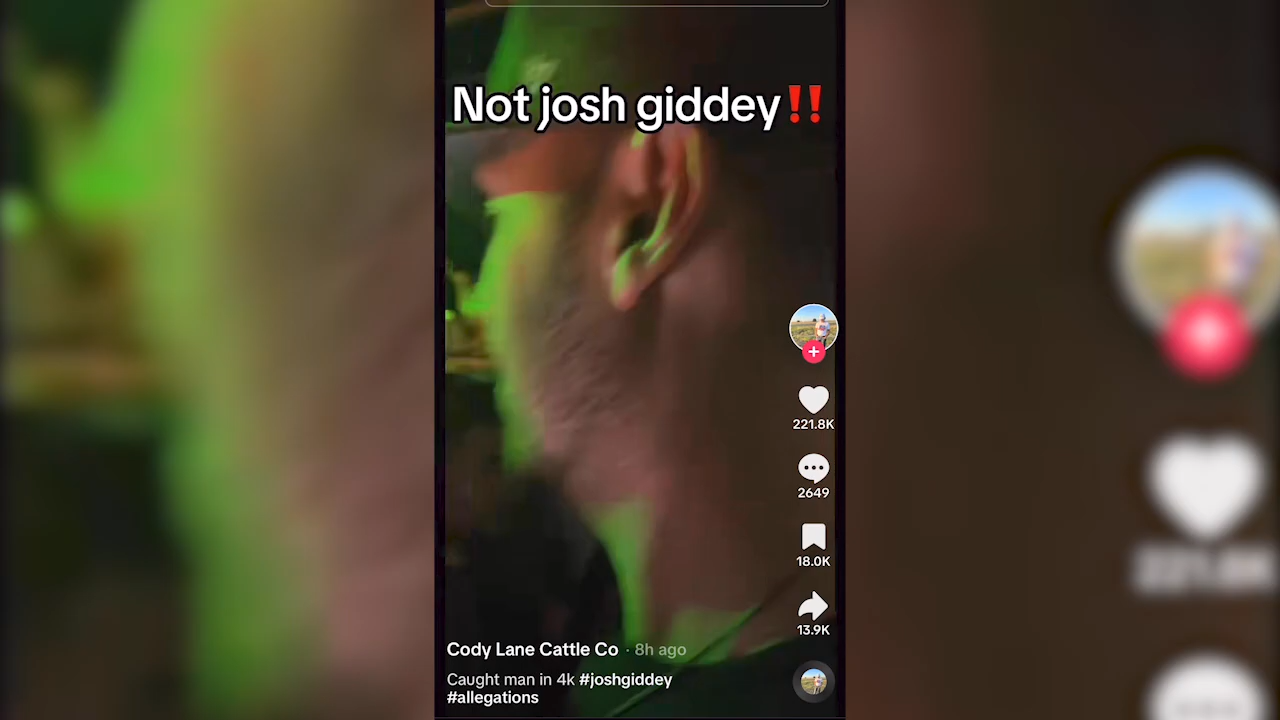 Not josh giddey‼️
221.8K
2649
18.0K
13.9K
Cody Lane Cattle Co · 8h ago
Caught man in 4k #joshgiddey
#allegations